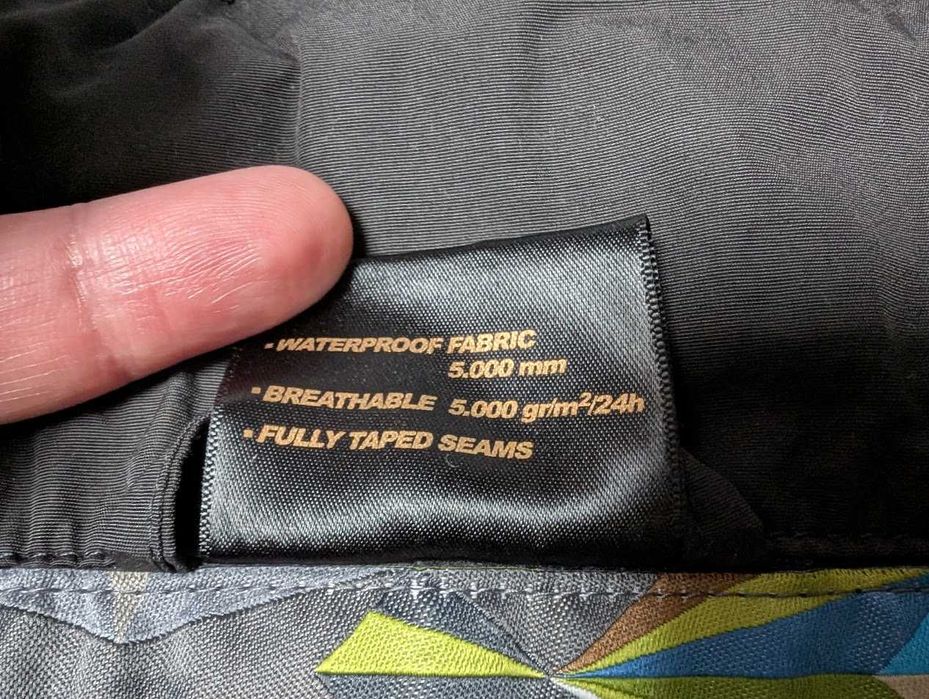 - WATERPROOF FABRIC
5.000 mm
• BREATHABLE 5.000 gr/m²/24h
• FULLY TAPED SEAMS